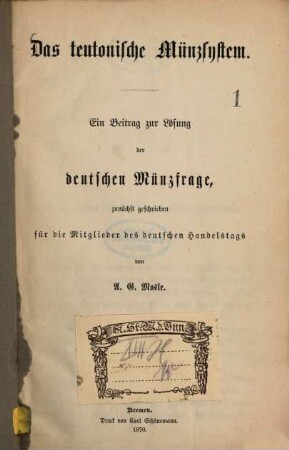 Das teutonische Münzsystem.
1
Ein Beitrag zur Lösung
der
deutschen Münzfrage,
zunächst geschrieben
für die Mitglieder des deutschen Handelstags
von
A. G. Mosle.
Bremen.
Druck von Carl Schünemann.
1870.